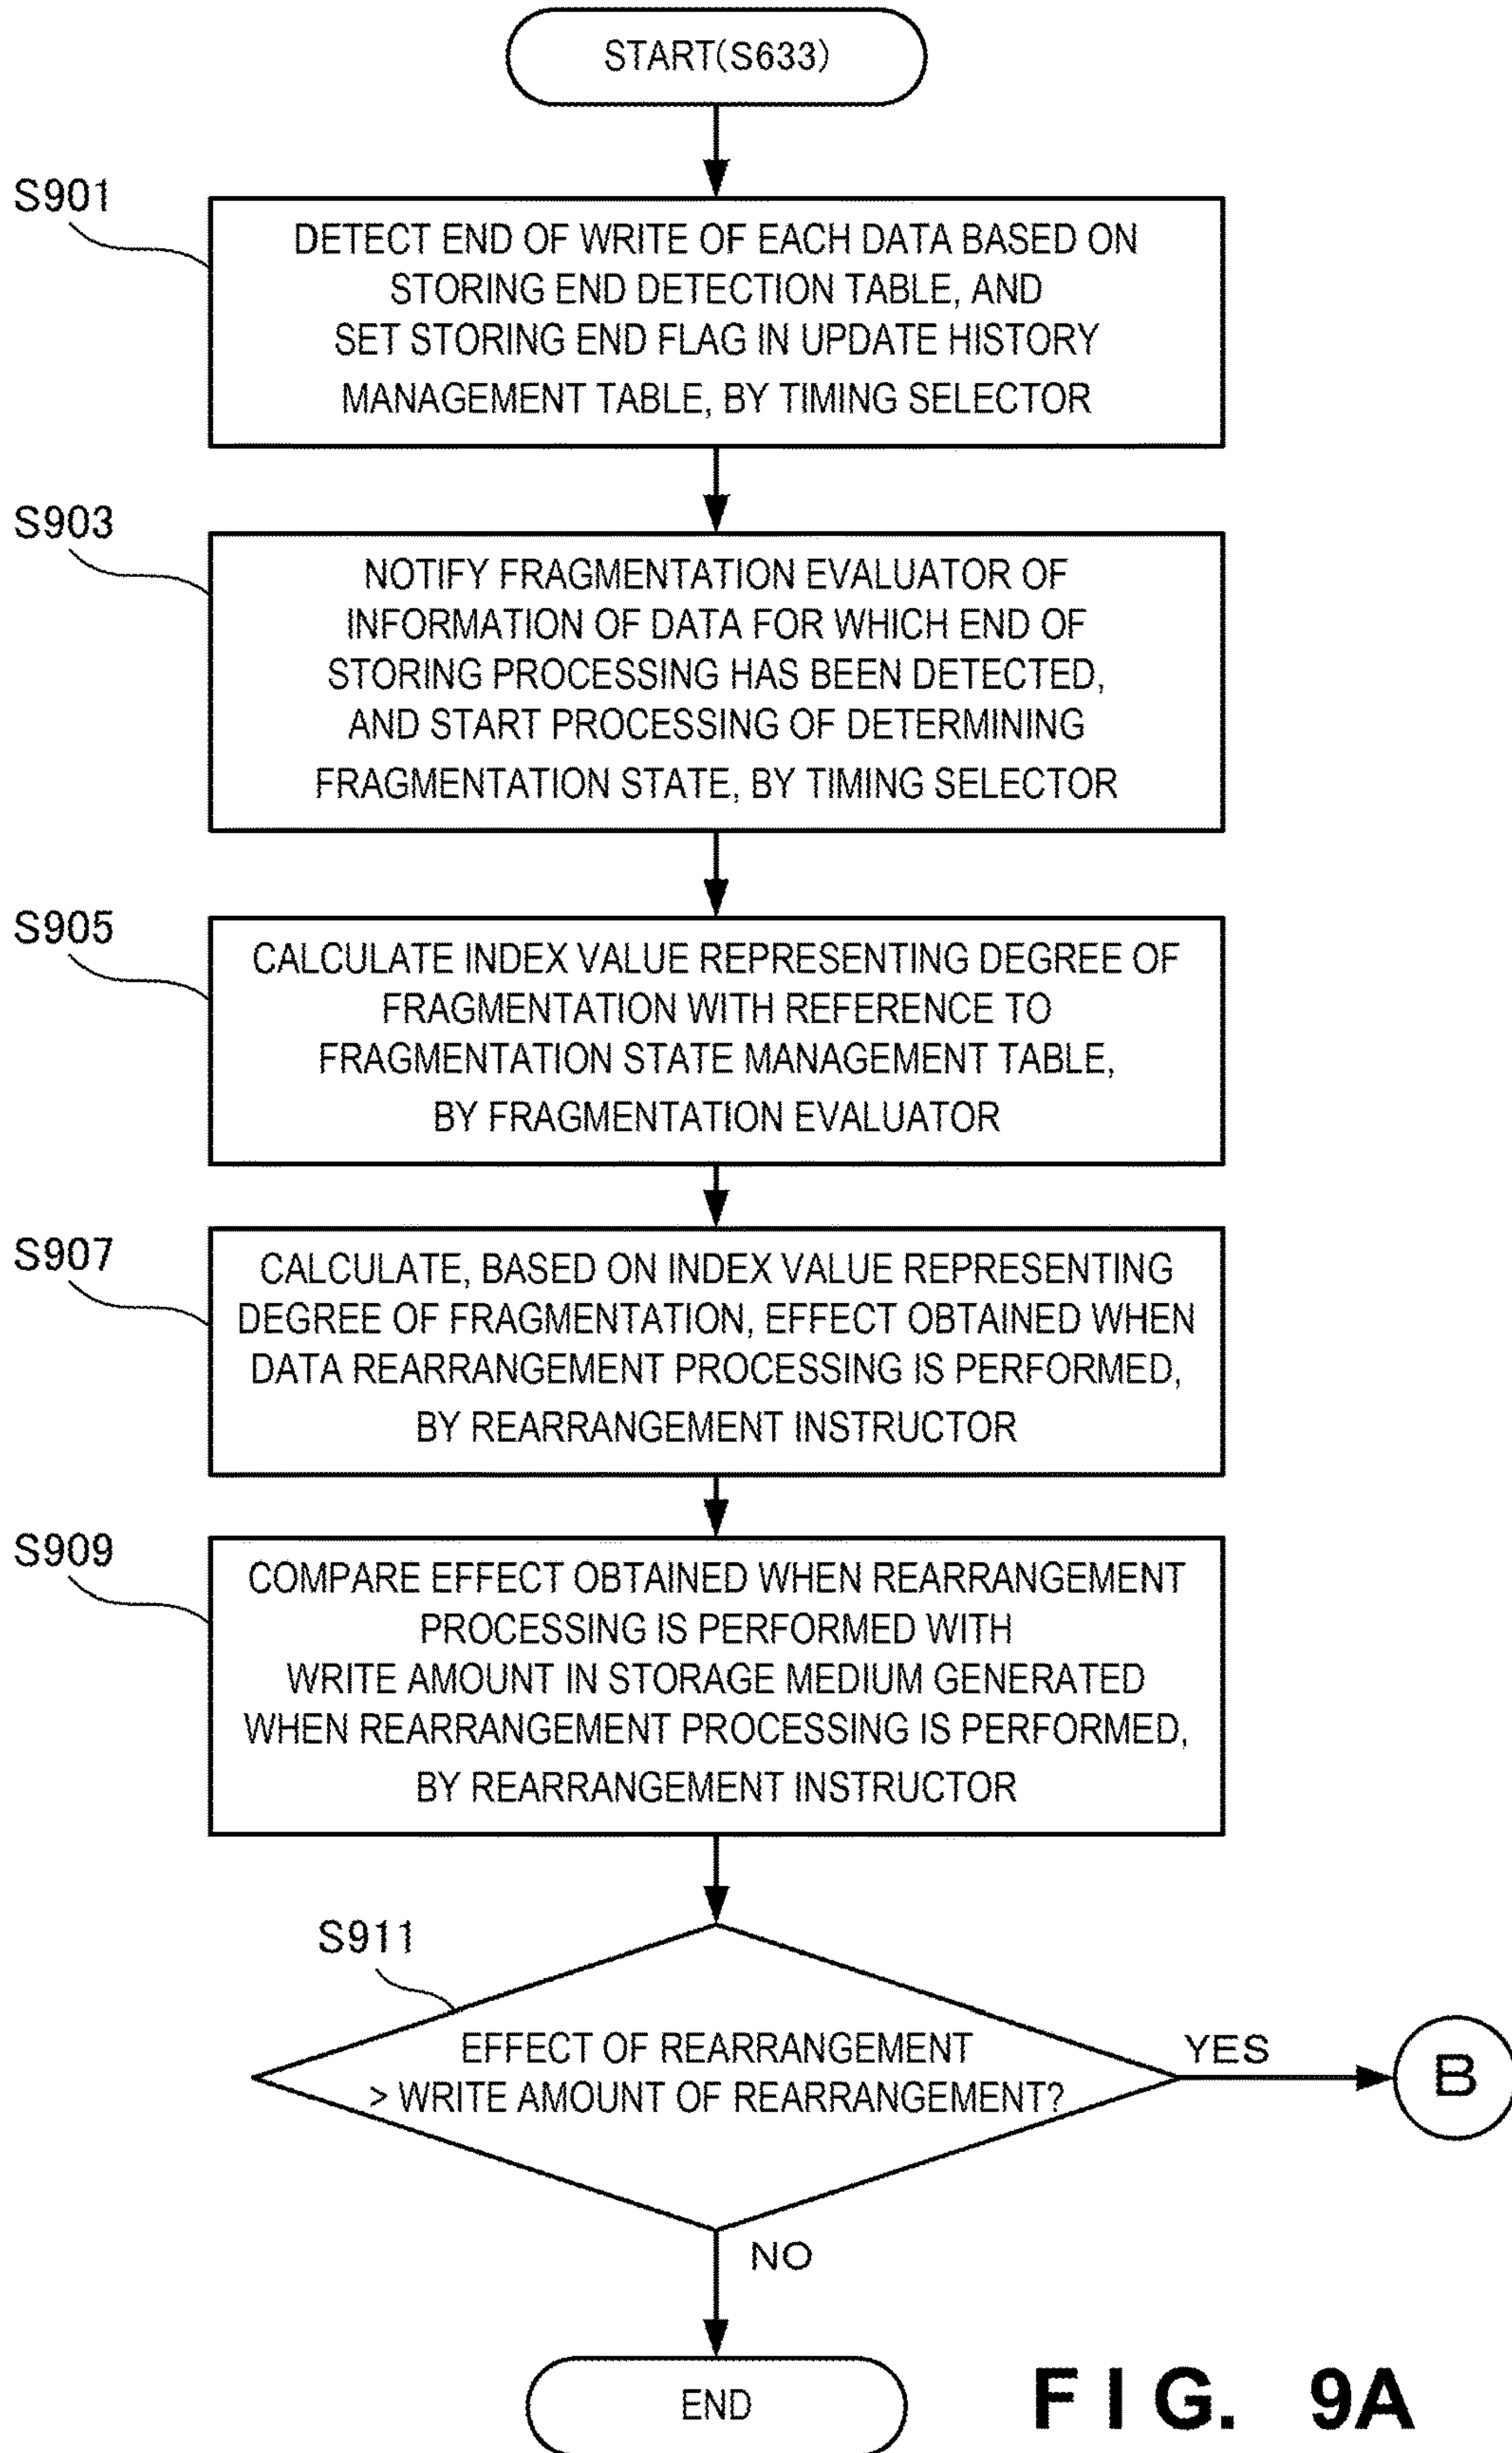 START(S633)
S901
DETECT END OF WRITE OF EACH DATA BASED ON
STORING END DETECTION TABLE, AND
SET STORING END FLAG IN UPDATE HISTORY
MANAGEMENT TABLE, BY TIMING SELECTOR
S903
NOTIFY FRAGMENTATION EVALUATOR OF
INFORMATION OF DATA FOR WHICH END OF
STORING PROCESSING HAS BEEN DETECTED,
AND START PROCESSING OF DETERMINING
FRAGMENTATION STATE, BY TIMING SELECTOR
S905
CALCULATE INDEX VALUE REPRESENTING DEGREE OF
FRAGMENTATION WITH REFERENCE TO
FRAGMENTATION STATE MANAGEMENT TABLE,
BY FRAGMENTATION EVALUATOR
S907
CALCULATE, BASED ON INDEX VALUE REPRESENTING
DEGREE OF FRAGMENTATION, EFFECT OBTAINED WHEN
DATA REARRANGEMENT PROCESSING IS PERFORMED,
BY REARRANGEMENT INSTRUCTOR
S909
COMPARE EFFECT OBTAINED WHEN REARRANGEMENT
PROCESSING IS PERFORMED WITH
WRITE AMOUNT IN STORAGE MEDIUM GENERATED
WHEN REARRANGEMENT PROCESSING IS PERFORMED,
BY REARRANGEMENT INSTRUCTOR
S911
EFFECT OF REARRANGEMENT
> WRITE AMOUNT OF REARRANGEMENT?
YES
B
NO
END
FIG. 9A